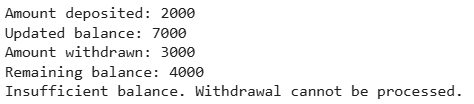 Amount deposited: 2000
Updated balance: 7000
Amount withdrawn: 3000
Remaining balance: 4000
Insufficient balance. Withdrawal cannot be processed.